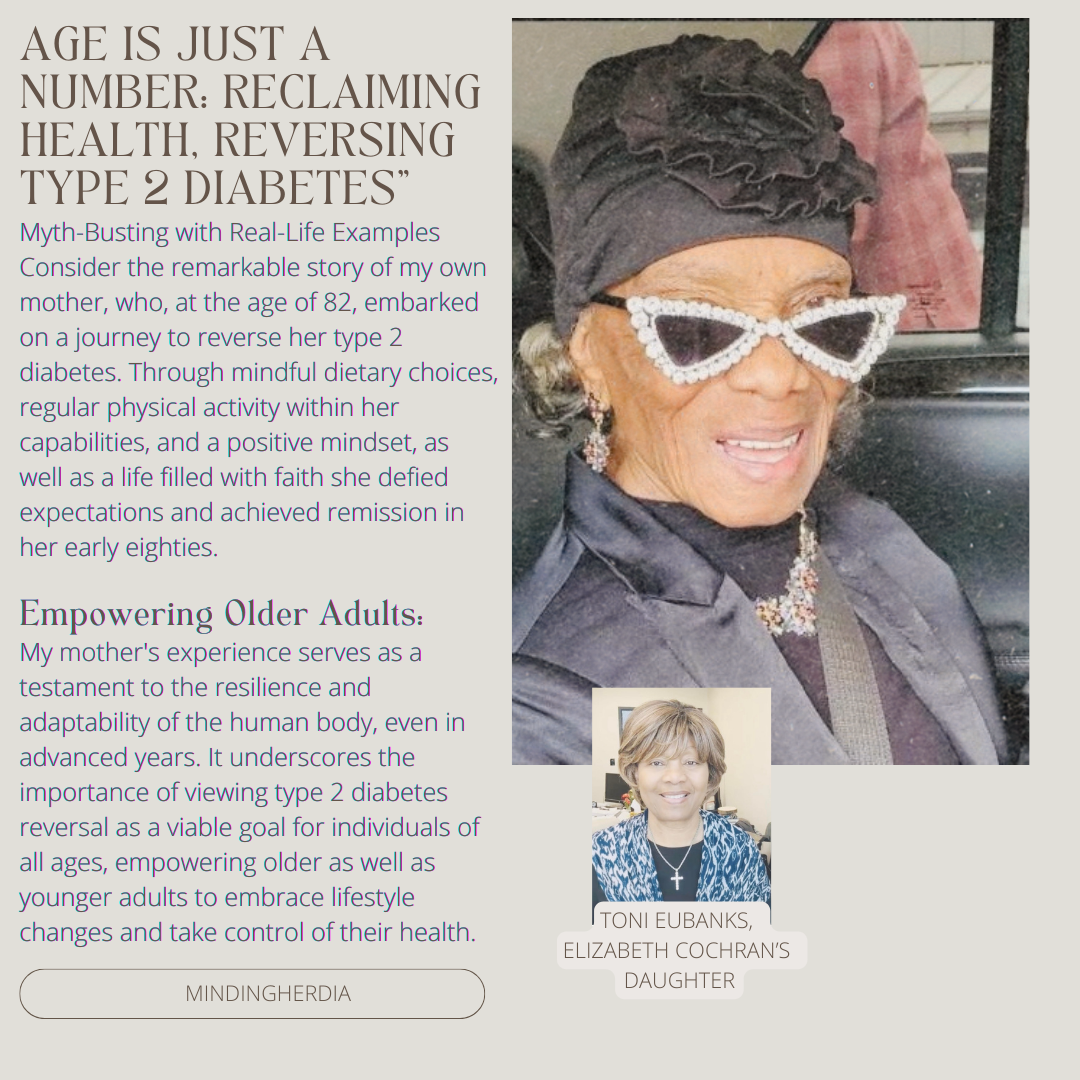 AGE IS JUST A
NUMBER: RECLAIMING
HEALTH, REVERSING
TYPE 2 DIABETES”
Myth-Busting with Real-Life Examples
Consider the remarkable story of my own
mother, who, at the age of 82, embarked
on a journey to reverse her type 2
diabetes. Through mindful dietary choices,
regular physical activity within her
capabilities, and a positive mindset, as
well as a life filled with faith she defied
expectations and achieved remission in
her early eighties.
Empowering Older Adults:
My mother's experience serves as a
testament to the resilience and
adaptability of the human body, even in
advanced years. It underscores the
importance of viewing type 2 diabetes
reversal as a viable goal for individuals of
all ages, empowering older as well as
younger adults to embrace lifestyle
changes and take control of their health.
MINDINGHERDIA
TONI EUBANKS,
ELIZABETH COCHRAN’S
DAUGHTER